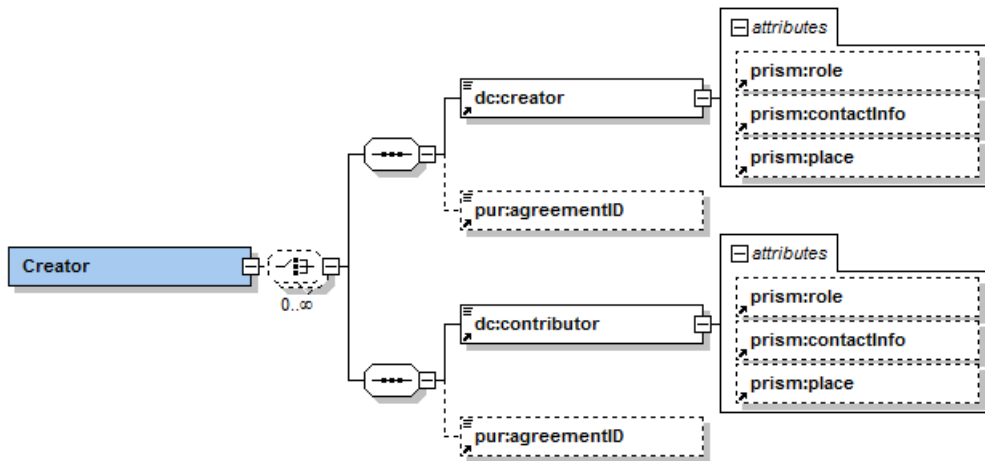 attributes
prism:role
dc:creator
prism:contactInfo
prism:place
pur:agreementID
attributes
Creator
prism:role
0..∞
dc:contributor
prism:contactInfo
prism:place
pur:agreementID